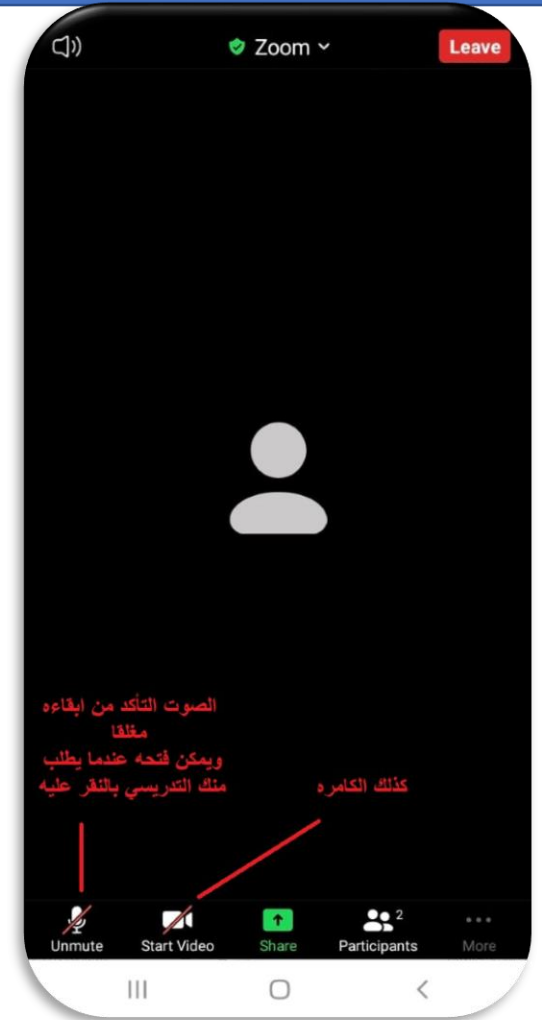 Zoom
Leave
الصوت التأكد من ابقاءه
مغلقا
ويمكن فتحه عندما يطلب
منك التدريسي بالنقر عليه
كذلك الكامره
Unmute
Start Video
Share
Participants
2
More